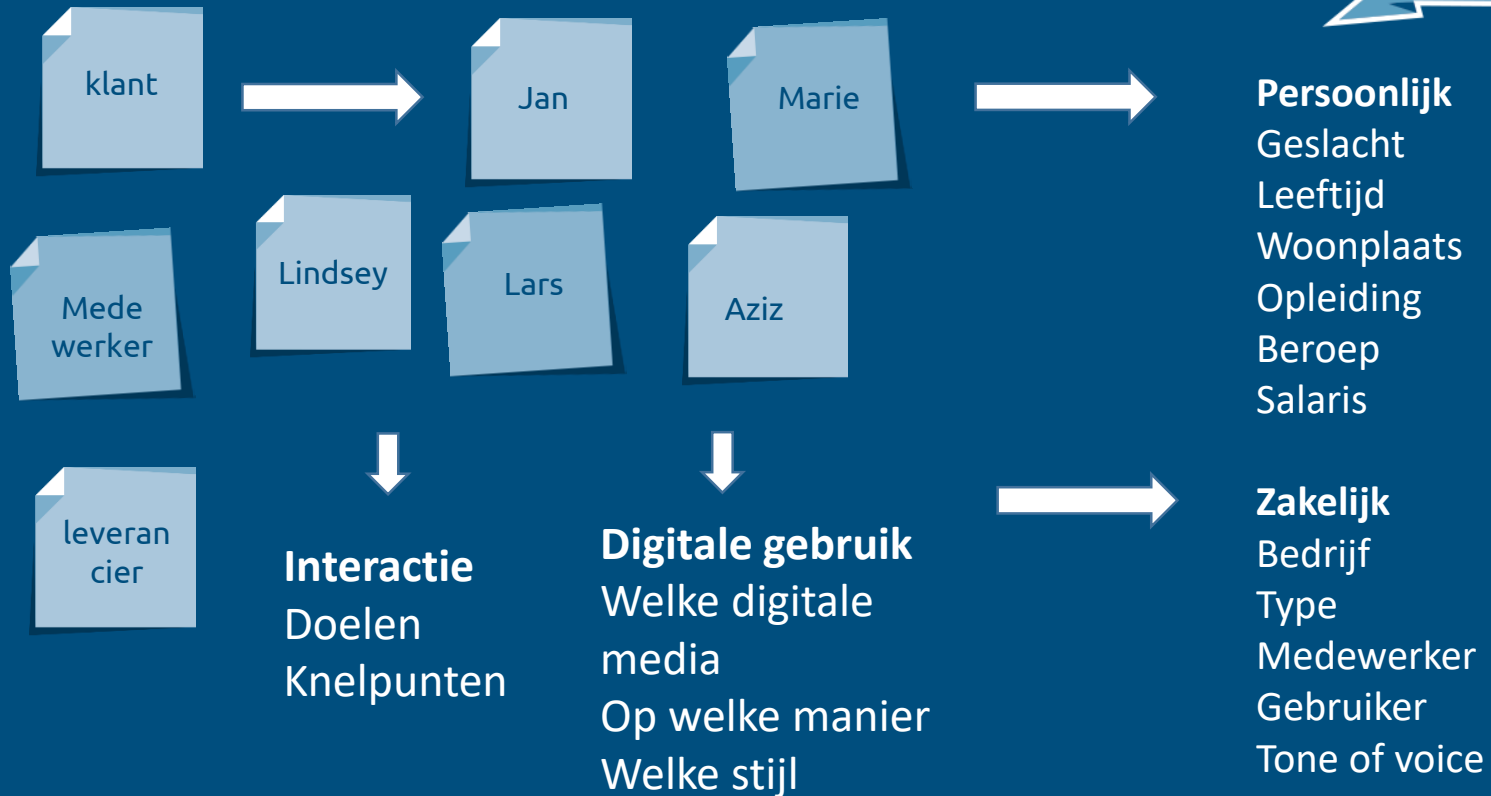 klant
Jan
Marie
Lindsey
Lars
Aziz
Mede
werker
leveran
cier
Interactie
Doelen
Knelpunten
Digitale gebruik
Welke digitale
media
Op welke manier
Welke stijl
Persoonlijk
Geslacht
Leeftijd
Woonplaats
Opleiding
Beroep
Salaris
Zakelijk
Bedrijf
Type
Medewerker
Gebruiker
Tone of voice